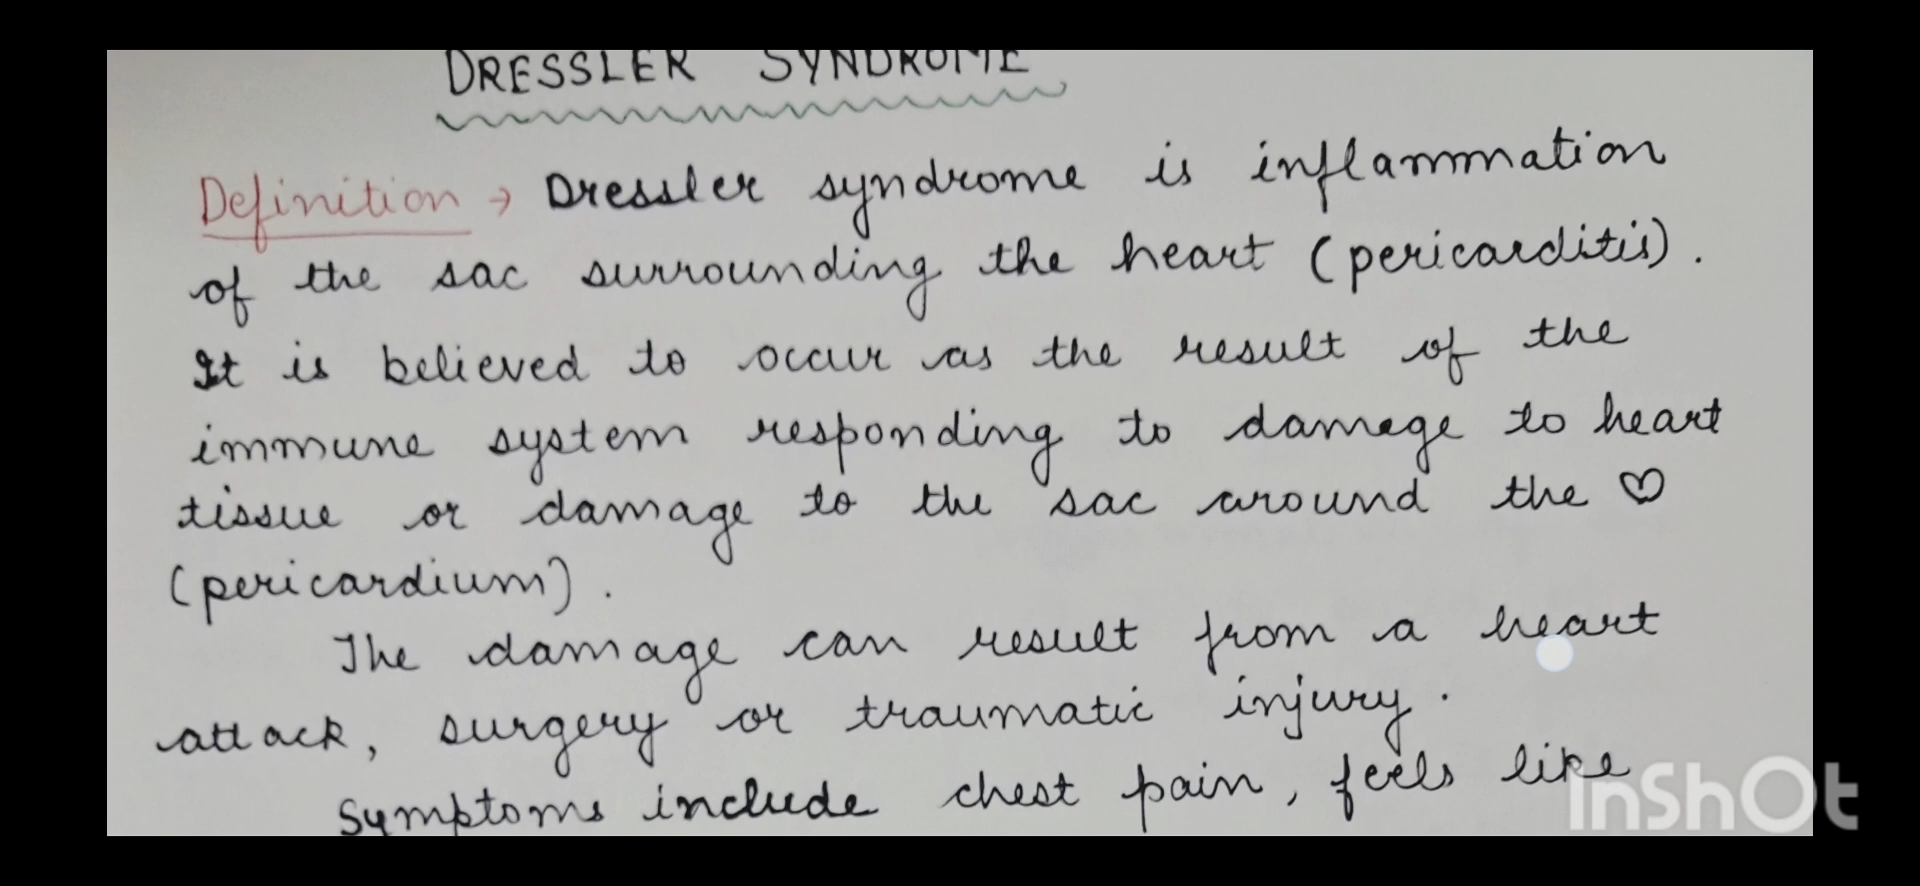 DRESSLER SYNDROME
Definition → Dressler syndrome is inflammation
of the sac surrounding the heart (pericarditis).
It is believed to occur as the result of the
immune system responding to damage to heart
tissue or damage to the sac around the ♡
(pericardium).
The damage can result from a heart
attack, surgery or traumatic injury.
Symptoms include chest pain, feels like
InShOt